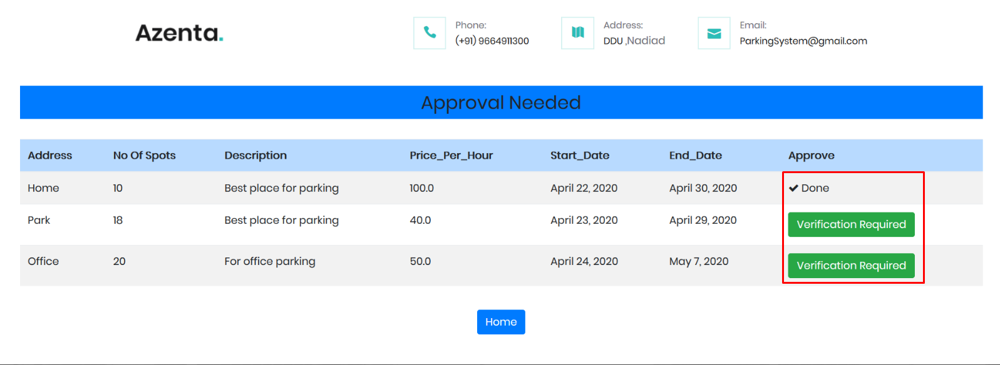 Azenta.
Phone:
(+91) 9664911300
Address:
DDU ,Nadiad
Email:
ParkingSystem@gmail.com
Approval Needed
Address No Of Spots Description Price_Per_Hour Start_Date End_Date Approve
Home 10 Best place for parking 100.0 April 22, 2020 April 30, 2020 ✔ Done
Park 18 Best place for parking 40.0 April 23, 2020 April 29, 2020 Verification Required
Office 20 For office parking 50.0 April 24, 2020 May 7, 2020 Verification Required
Home